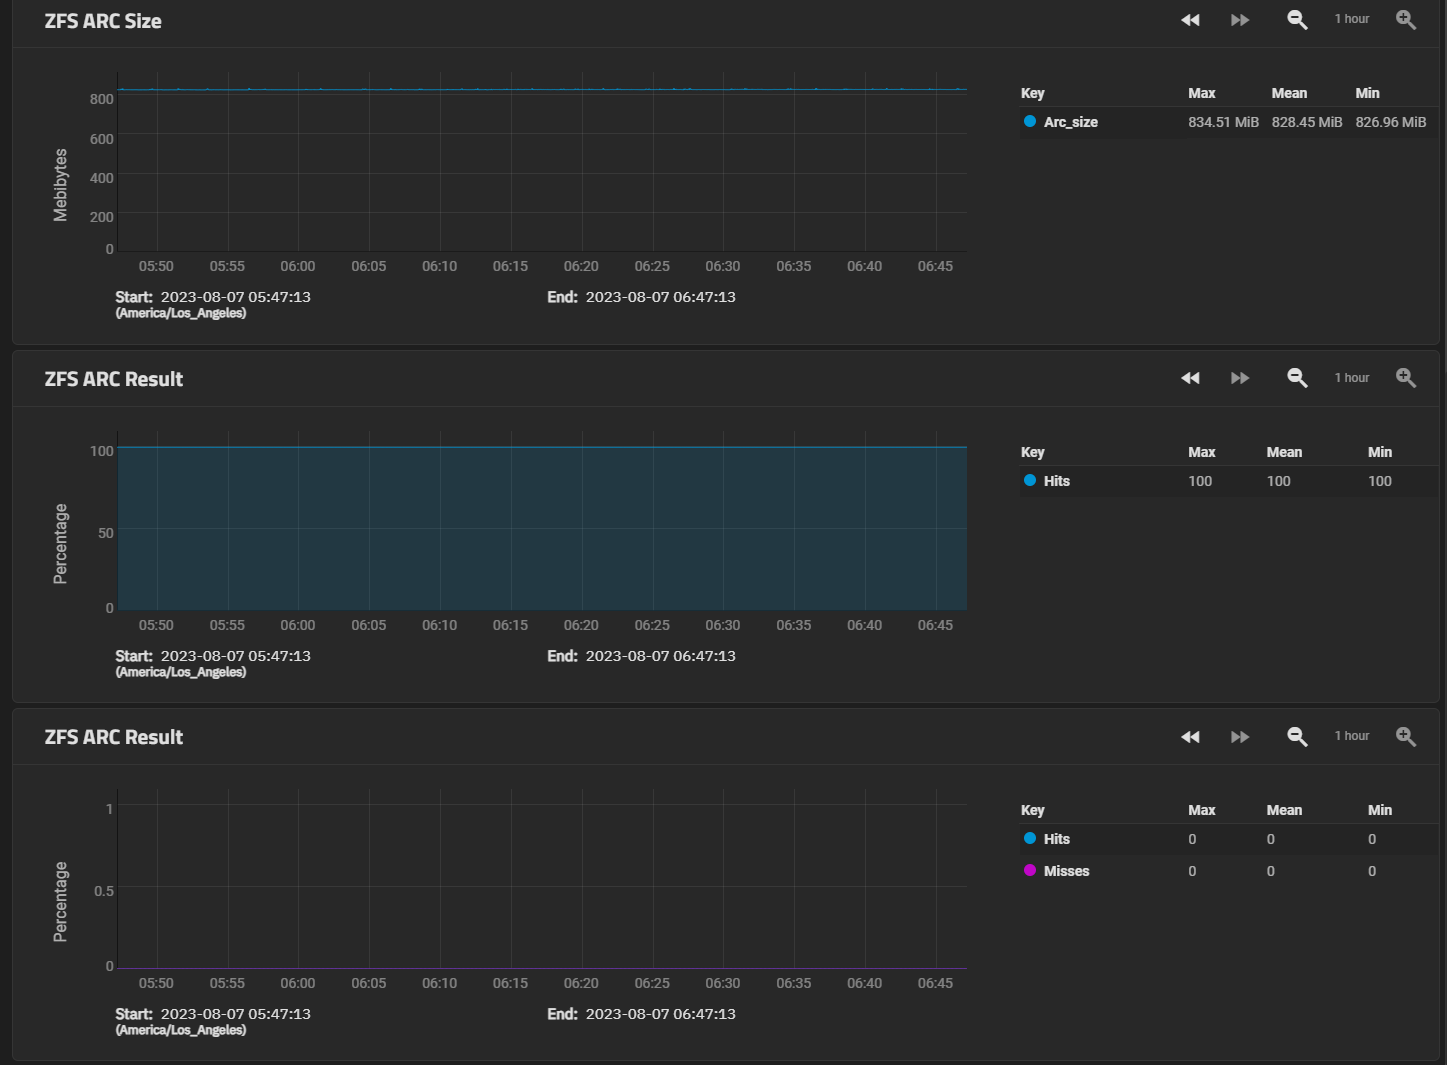 ZFS ARC Size
1 hour
Mebibytes
800
600
400
200
0
05:50 05:55 06:00 06:05 06:10 06:15 06:20 06:25 06:30 06:35 06:40 06:45
Start: 2023-08-07 05:47:13 End: 2023-08-07 06:47:13
(America/Los_Angeles)
Key Max Mean Min
Arc_size 834.51 MiB 828.45 MiB 826.96 MiB
ZFS ARC Result
1 hour
Percentage
100
50
0
05:50 05:55 06:00 06:05 06:10 06:15 06:20 06:25 06:30 06:35 06:40 06:45
Start: 2023-08-07 05:47:13 End: 2023-08-07 06:47:13
(America/Los_Angeles)
Key Max Mean Min
Hits 100 100 100
ZFS ARC Result
1 hour
Percentage
1
0.5
0
05:50 05:55 06:00 06:05 06:10 06:15 06:20 06:25 06:30 06:35 06:40 06:45
Start: 2023-08-07 05:47:13 End: 2023-08-07 06:47:13
(America/Los_Angeles)
Key Max Mean Min
Hits 0 0 0
Misses 0 0 0